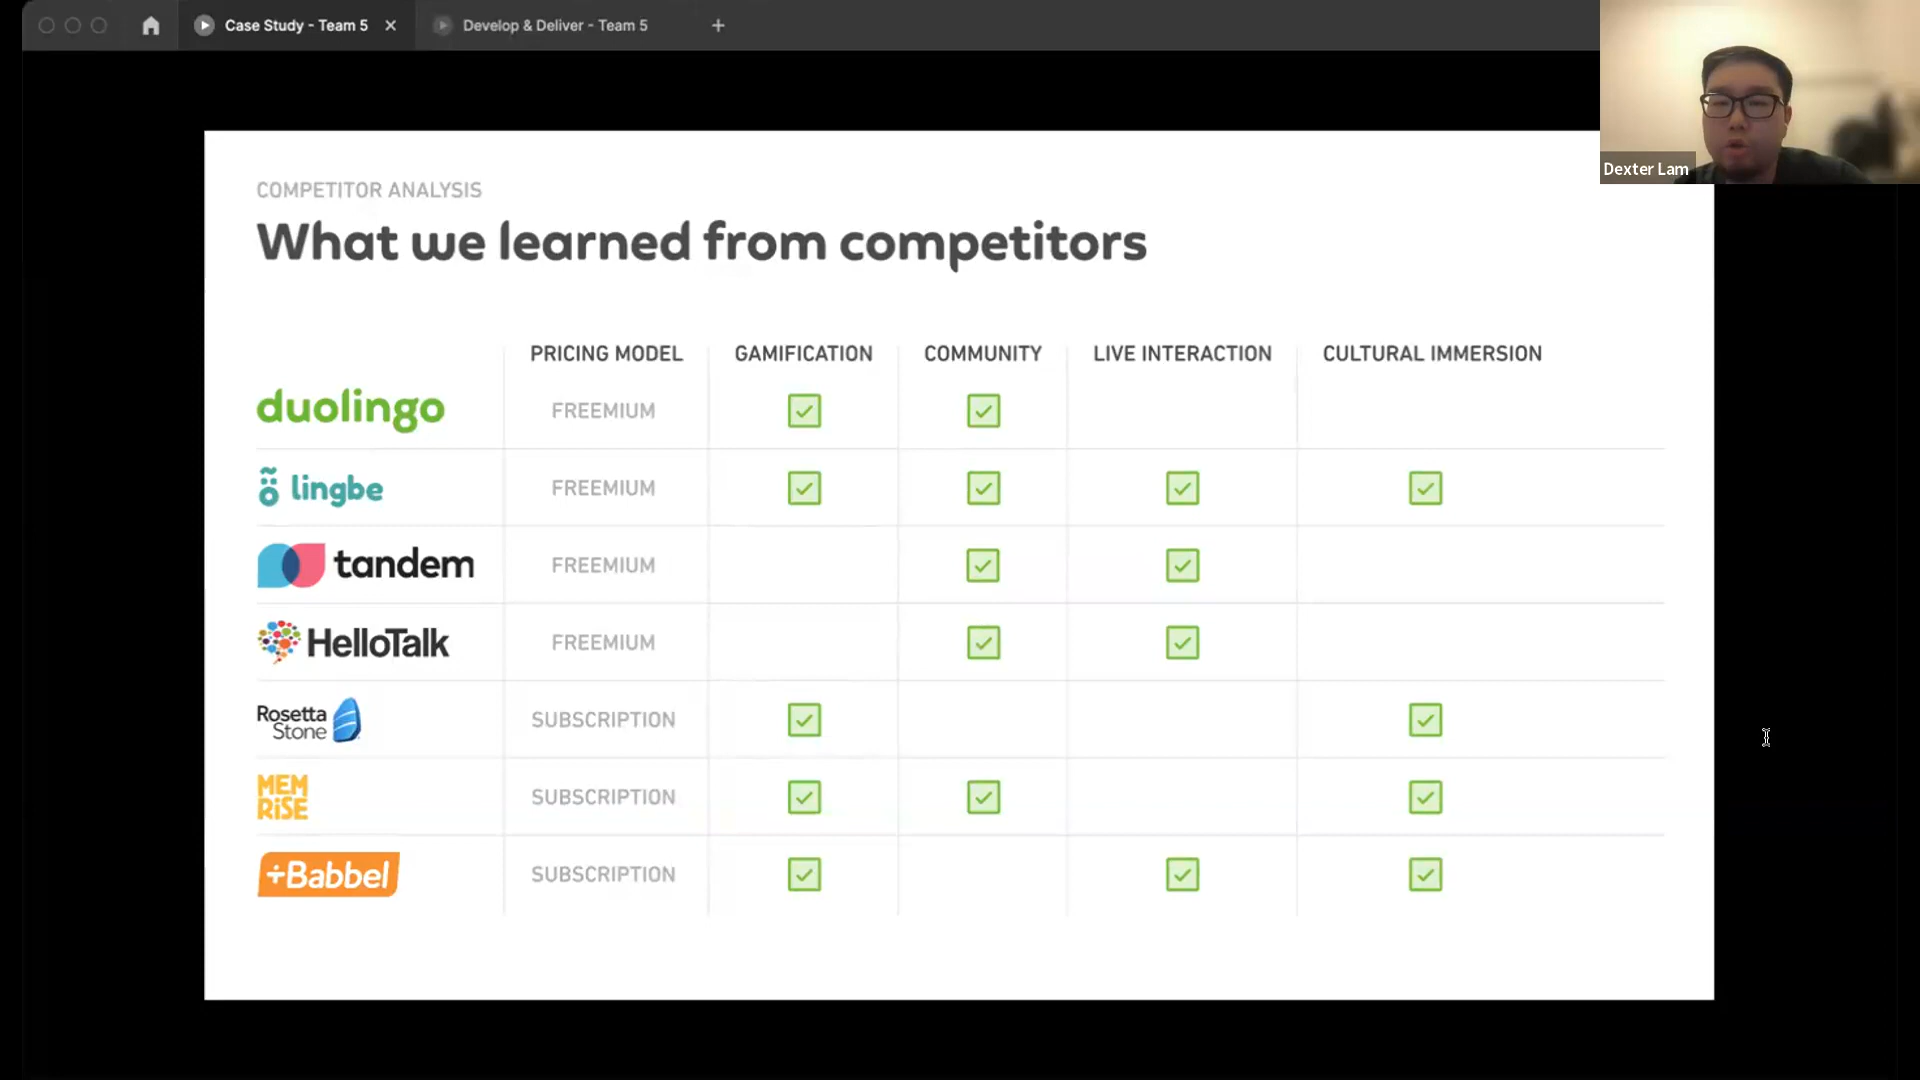 Case Study - Team 5
Develop & Deliver - Team 5
Dexter Lam
COMPETITOR ANALYSIS
What we learned from competitors
PRICING MODEL GAMIFICATION COMMUNITY LIVE INTERACTION CULTURAL IMMERSION
duolingo FREEMIUM
lingbe FREEMIUM
tandem FREEMIUM
HelloTalk FREEMIUM
Rosetta
Stone SUBSCRIPTION
MEM
RiSE SUBSCRIPTION
+Babbel SUBSCRIPTION